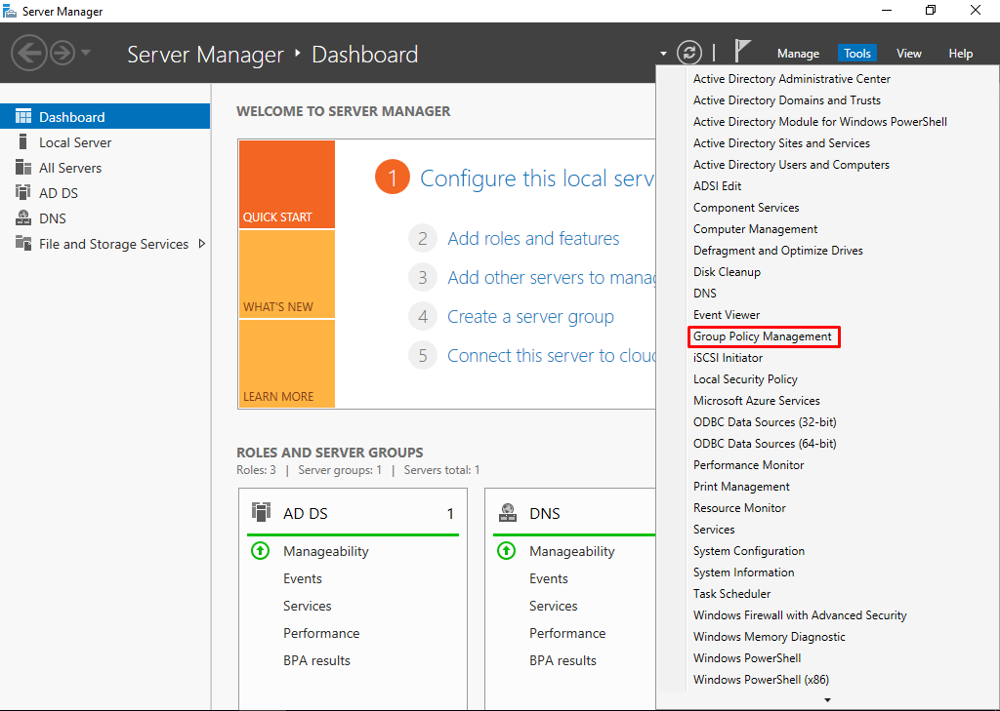 Server Manager
Server Manager ‣ Dashboard
Manage
Tools
View
Help
Dashboard
Local Server
All Servers
AD DS
DNS
File and Storage Services
WELCOME TO SERVER MANAGER
QUICK START
WHAT'S NEW
LEARN MORE
1 Configure this local serv
2 Add roles and features
3 Add other servers to manag
4 Create a server group
5 Connect this server to cloud
ROLES AND SERVER GROUPS
Roles: 3 | Server groups: 1 | Servers total: 1
AD DS 1
Manageability
Events
Services
Performance
BPA results
DNS
Manageability
Events
Services
Performance
BPA results
Active Directory Administrative Center
Active Directory Domains and Trusts
Active Directory Module for Windows PowerShell
Active Directory Sites and Services
Active Directory Users and Computers
ADSI Edit
Component Services
Computer Management
Defragment and Optimize Drives
Disk Cleanup
DNS
Event Viewer
Group Policy Management
iSCSI Initiator
Local Security Policy
Microsoft Azure Services
ODBC Data Sources (32-bit)
ODBC Data Sources (64-bit)
Performance Monitor
Print Management
Resource Monitor
Services
System Configuration
System Information
Task Scheduler
Windows Firewall with Advanced Security
Windows Memory Diagnostic
Windows PowerShell
Windows PowerShell (x86)